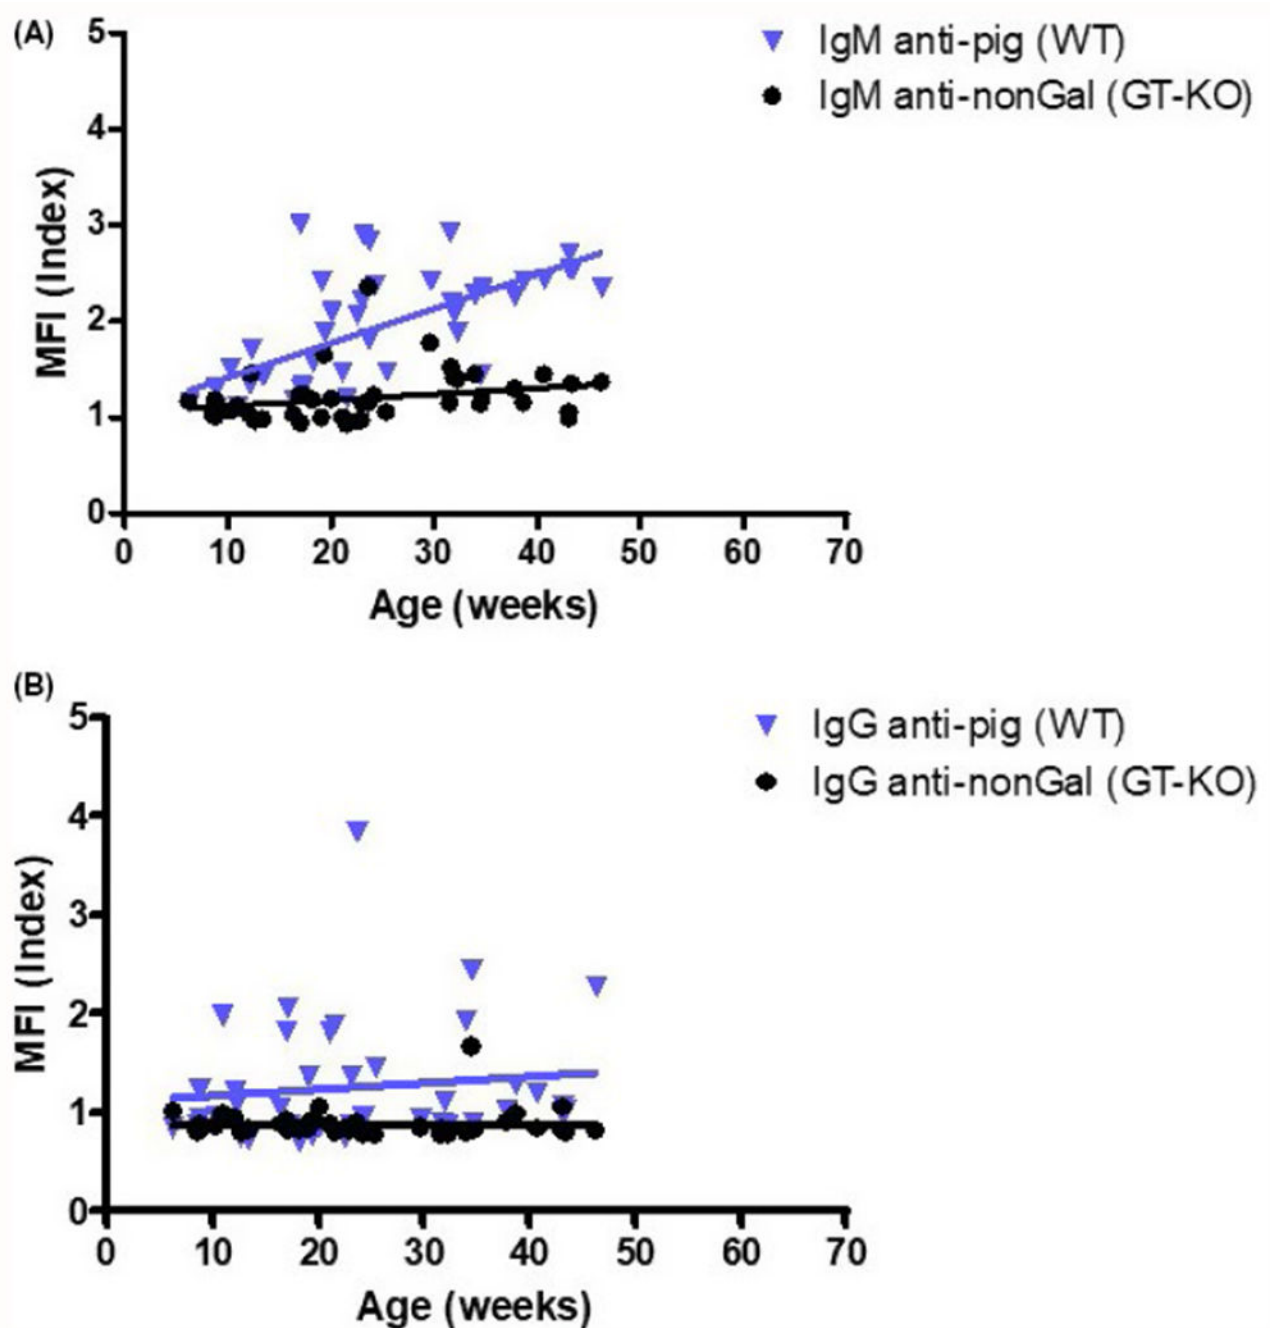 (A)
5
4
3
2
1
0
MFI (Index)
0 10 20 30 40 50 60 70
Age (weeks)
IgM anti-pig (WT)
IgM anti-nonGal (GT-KO)
(B)
5
4
3
2
1
0
MFI (Index)
0 10 20 30 40 50 60 70
Age (weeks)
IgG anti-pig (WT)
IgG anti-nonGal (GT-KO)